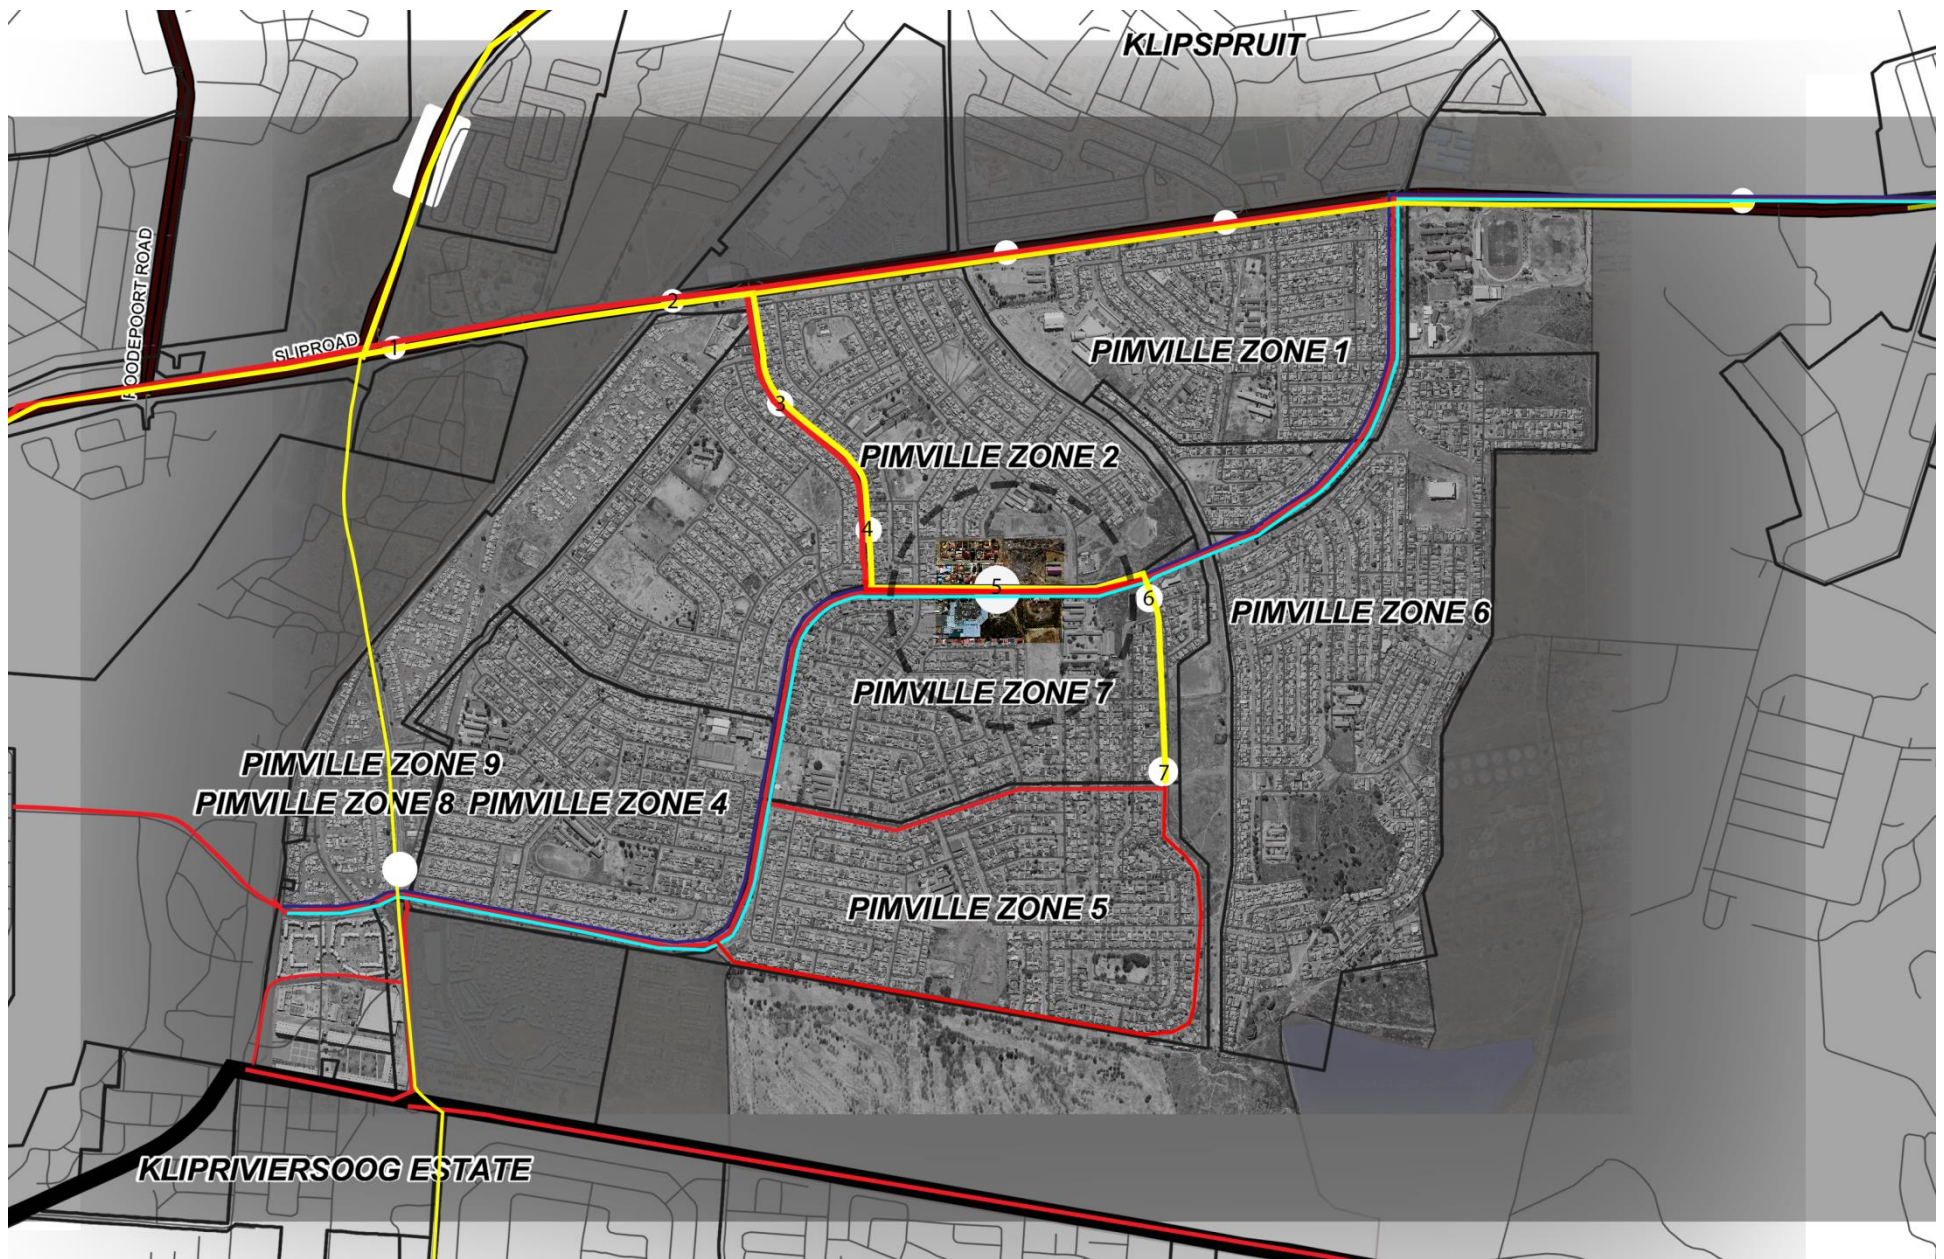 KLIPSPRUIT
ROODEPOORT ROAD
SLIPROAD
1
2
PIMVILLE ZONE 1
3
PIMVILLE ZONE 2
4
5
6
PIMVILLE ZONE 6
PIMVILLE ZONE 7
7
PIMVILLE ZONE 9
PIMVILLE ZONE 8 PIMVILLE ZONE 4
PIMVILLE ZONE 5
KLIPRIVIERSOOG ESTATE